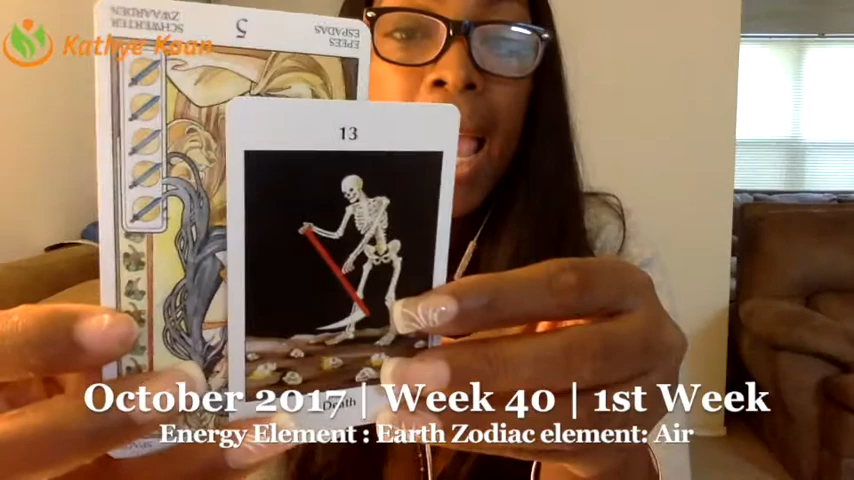 Kathye Kaan
ZWAARDEN
SCHWERTER
5
ESPADAS
EPEES
13
Death
October 2017 | Week 40 | 1st Week
Energy Element : Earth Zodiac element: Air